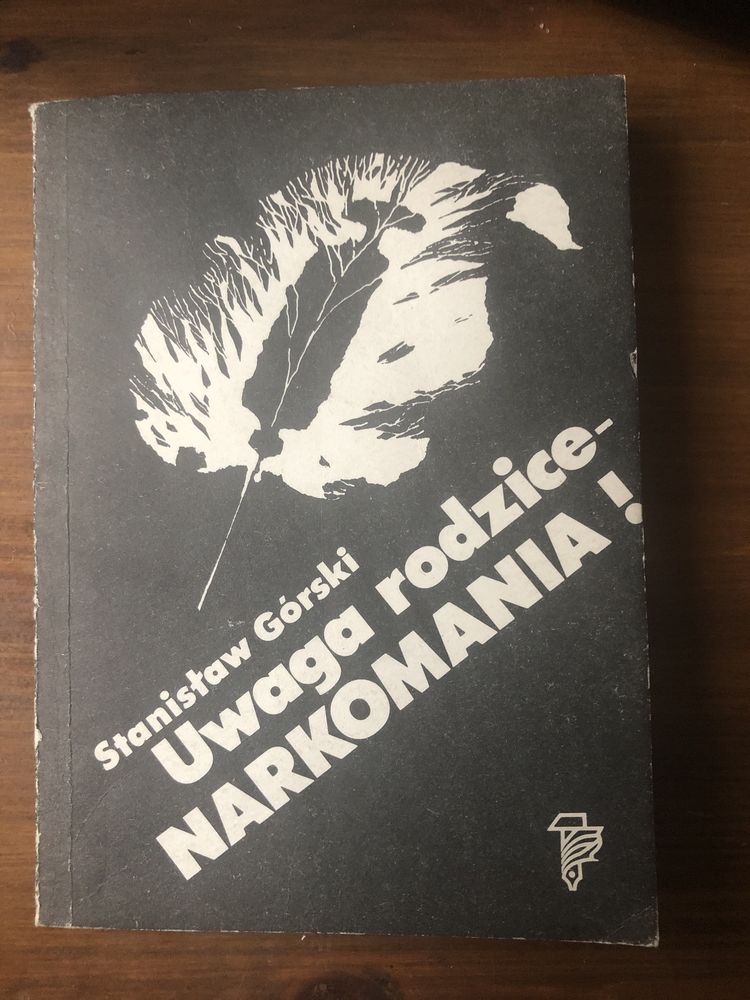 Stanisław Górski
Uwaga rodzice-
NARKOMANIA !